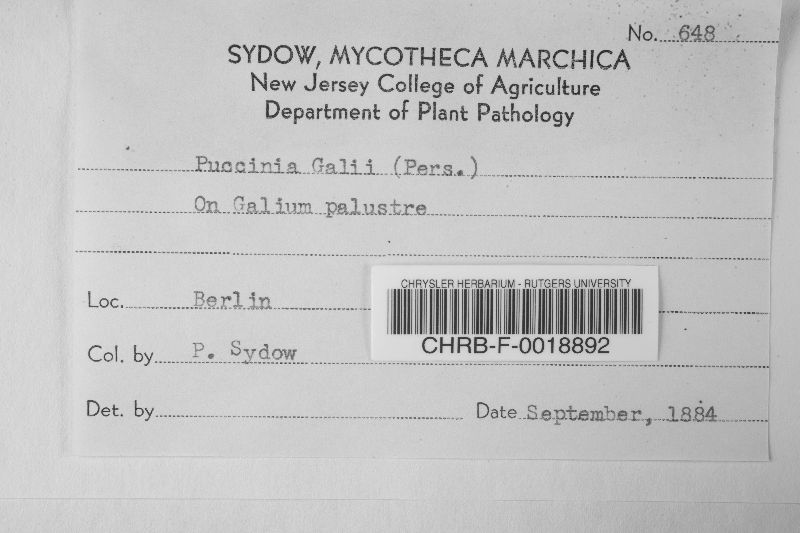 No. 648
SYDOW, MYCOTHECA MARCHICA
New Jersey College of Agriculture
Department of Plant Pathology
Puccinia Galii (Pers.)
On Galium palustre
CHRYSLER HERBARIUM - RUTGERS UNIVERSITY
Loc. Berlin
CHRB-F-0018892
Col. by P. Sydow
Det. by
Date September, 1884